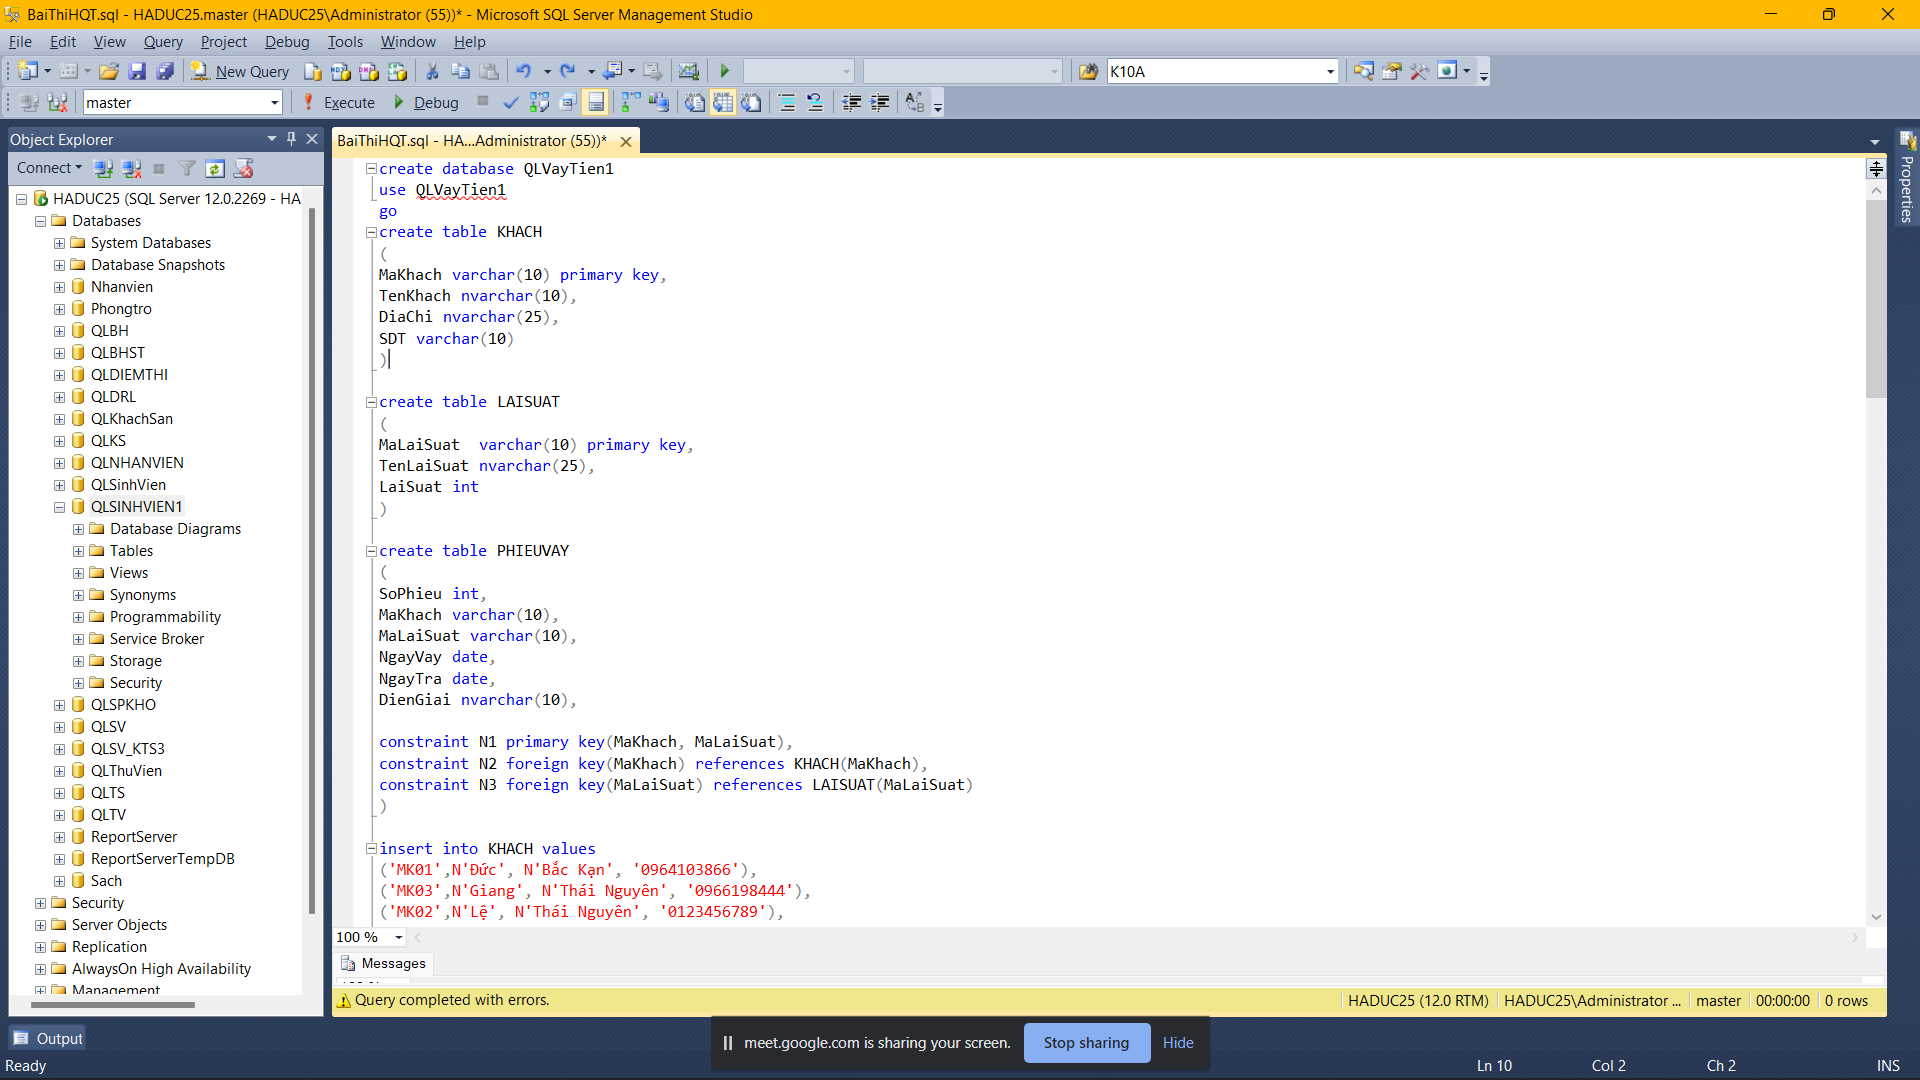 BaiThiHQT.sql - HADUC25.master (HADUC25\Administrator (55))* - Microsoft SQL Server Management Studio
File Edit View Query Project Debug Tools Window Help
New Query K10A
master Execute Debug
Object Explorer
Connect
HADUC25 (SQL Server 12.0.2269 - HA
Databases
System Databases
Database Snapshots
Nhanvien
Phongtro
QLBH
QLBHST
QLDIEMTHI
QLDRL
QLKhachSan
QLKS
QLNHANVIEN
QLSinhVien
QLSINHVIEN1
Database Diagrams
Tables
Views
Synonyms
Programmability
Service Broker
Storage
Security
QLSPKHO
QLSV
QLSV_KTS3
QLThuVien
QLTS
QLTV
ReportServer
ReportServerTempDB
Sach
Security
Server Objects
Replication
AlwaysOn High Availability
Management
BaiThiHQT.sql - HA...Administrator (55))*
create database QLVayTien1
use QLVayTien1
go
create table KHACH
(
MaKhach varchar(10) primary key,
TenKhach nvarchar(10),
DiaChi nvarchar(25),
SDT varchar(10)
)
create table LAISUAT
(
MaLaiSuat  varchar(10) primary key,
TenLaiSuat nvarchar(25),
LaiSuat int
)
create table PHIEUVAY
(
SoPhieu int,
MaKhach varchar(10),
MaLaiSuat varchar(10),
NgayVay date,
NgayTra date,
DienGiai nvarchar(10),
constraint N1 primary key(MaKhach, MaLaiSuat),
constraint N2 foreign key(MaKhach) references KHACH(MaKhach),
constraint N3 foreign key(MaLaiSuat) references LAISUAT(MaLaiSuat)
)
insert into KHACH values
('MK01',N'Đức', N'Bắc Kạn', '0964103866'),
('MK03',N'Giang', N'Thái Nguyên', '0966198444'),
('MK02',N'Lệ', N'Thái Nguyên', '0123456789'),
100 %
Messages
Query completed with errors. HADUC25 (12.0 RTM) HADUC25\Administrator ... master 00:00:00 0 rows
Properties
Output
meet.google.com is sharing your screen. Stop sharing Hide
Ready Ln 10 Col 2 Ch 2 INS